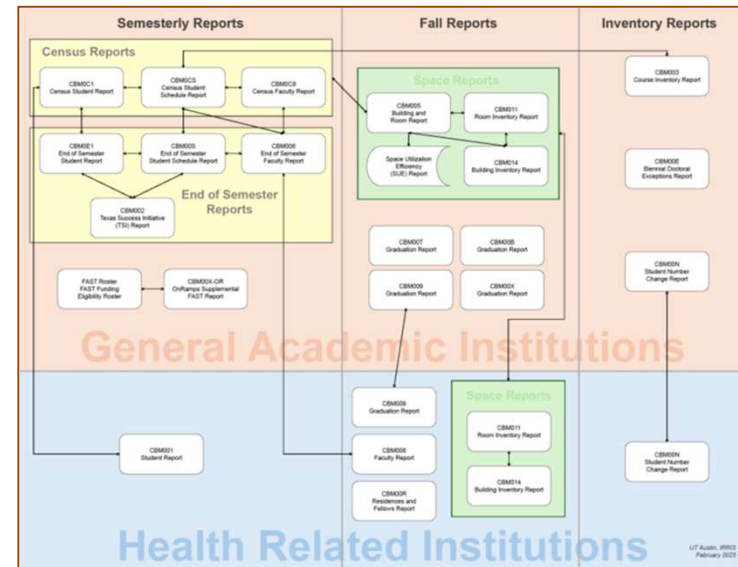 Semesterly Reports
Fall Reports
Inventory Reports
Census Reports
CBM0C1
Census Student
Report
CBM0CS
Census Student
Schedule Report
CBM0C8
Census Faculty Report
CBM0E1
End of Semester
Student Report
CBM00S
End of Semester
Student Schedule Report
CBM008
End of Semester
Faculty Report
End of Semester
Reports
CBM002
Texas Success Initiative
(TSI) Report
FAST Roster
FAST Funding
Eligibility Roster
CBM00X-OR
OnRamps Supplemental
FAST Report
Space Reports
CBM005
Building and
Room Report
CBM011
Room Inventory Report
Space Utilization
Efficiency
(SUE) Report
CBM014
Building Inventory Report
CBM00T
Graduation Report
CBM00B
Graduation Report
CBM009
Graduation Report
CBM00X
Graduation Report
CBM003
Course Inventory Report
CBM00E
Biennial Doctoral
Exceptions Report
CBM00N
Student Number
Change Report
General Academic Institutions
CBM001
Student Report
CBM009
Graduation Report
CBM008
Faculty Report
CBM00R
Residences and
Fellows Report
Space Reports
CBM011
Room Inventory Report
CBM014
Building Inventory Report
CBM00N
Student Number
Change Report
Health Related Institutions
UT Austin, IRRIS
February 2025